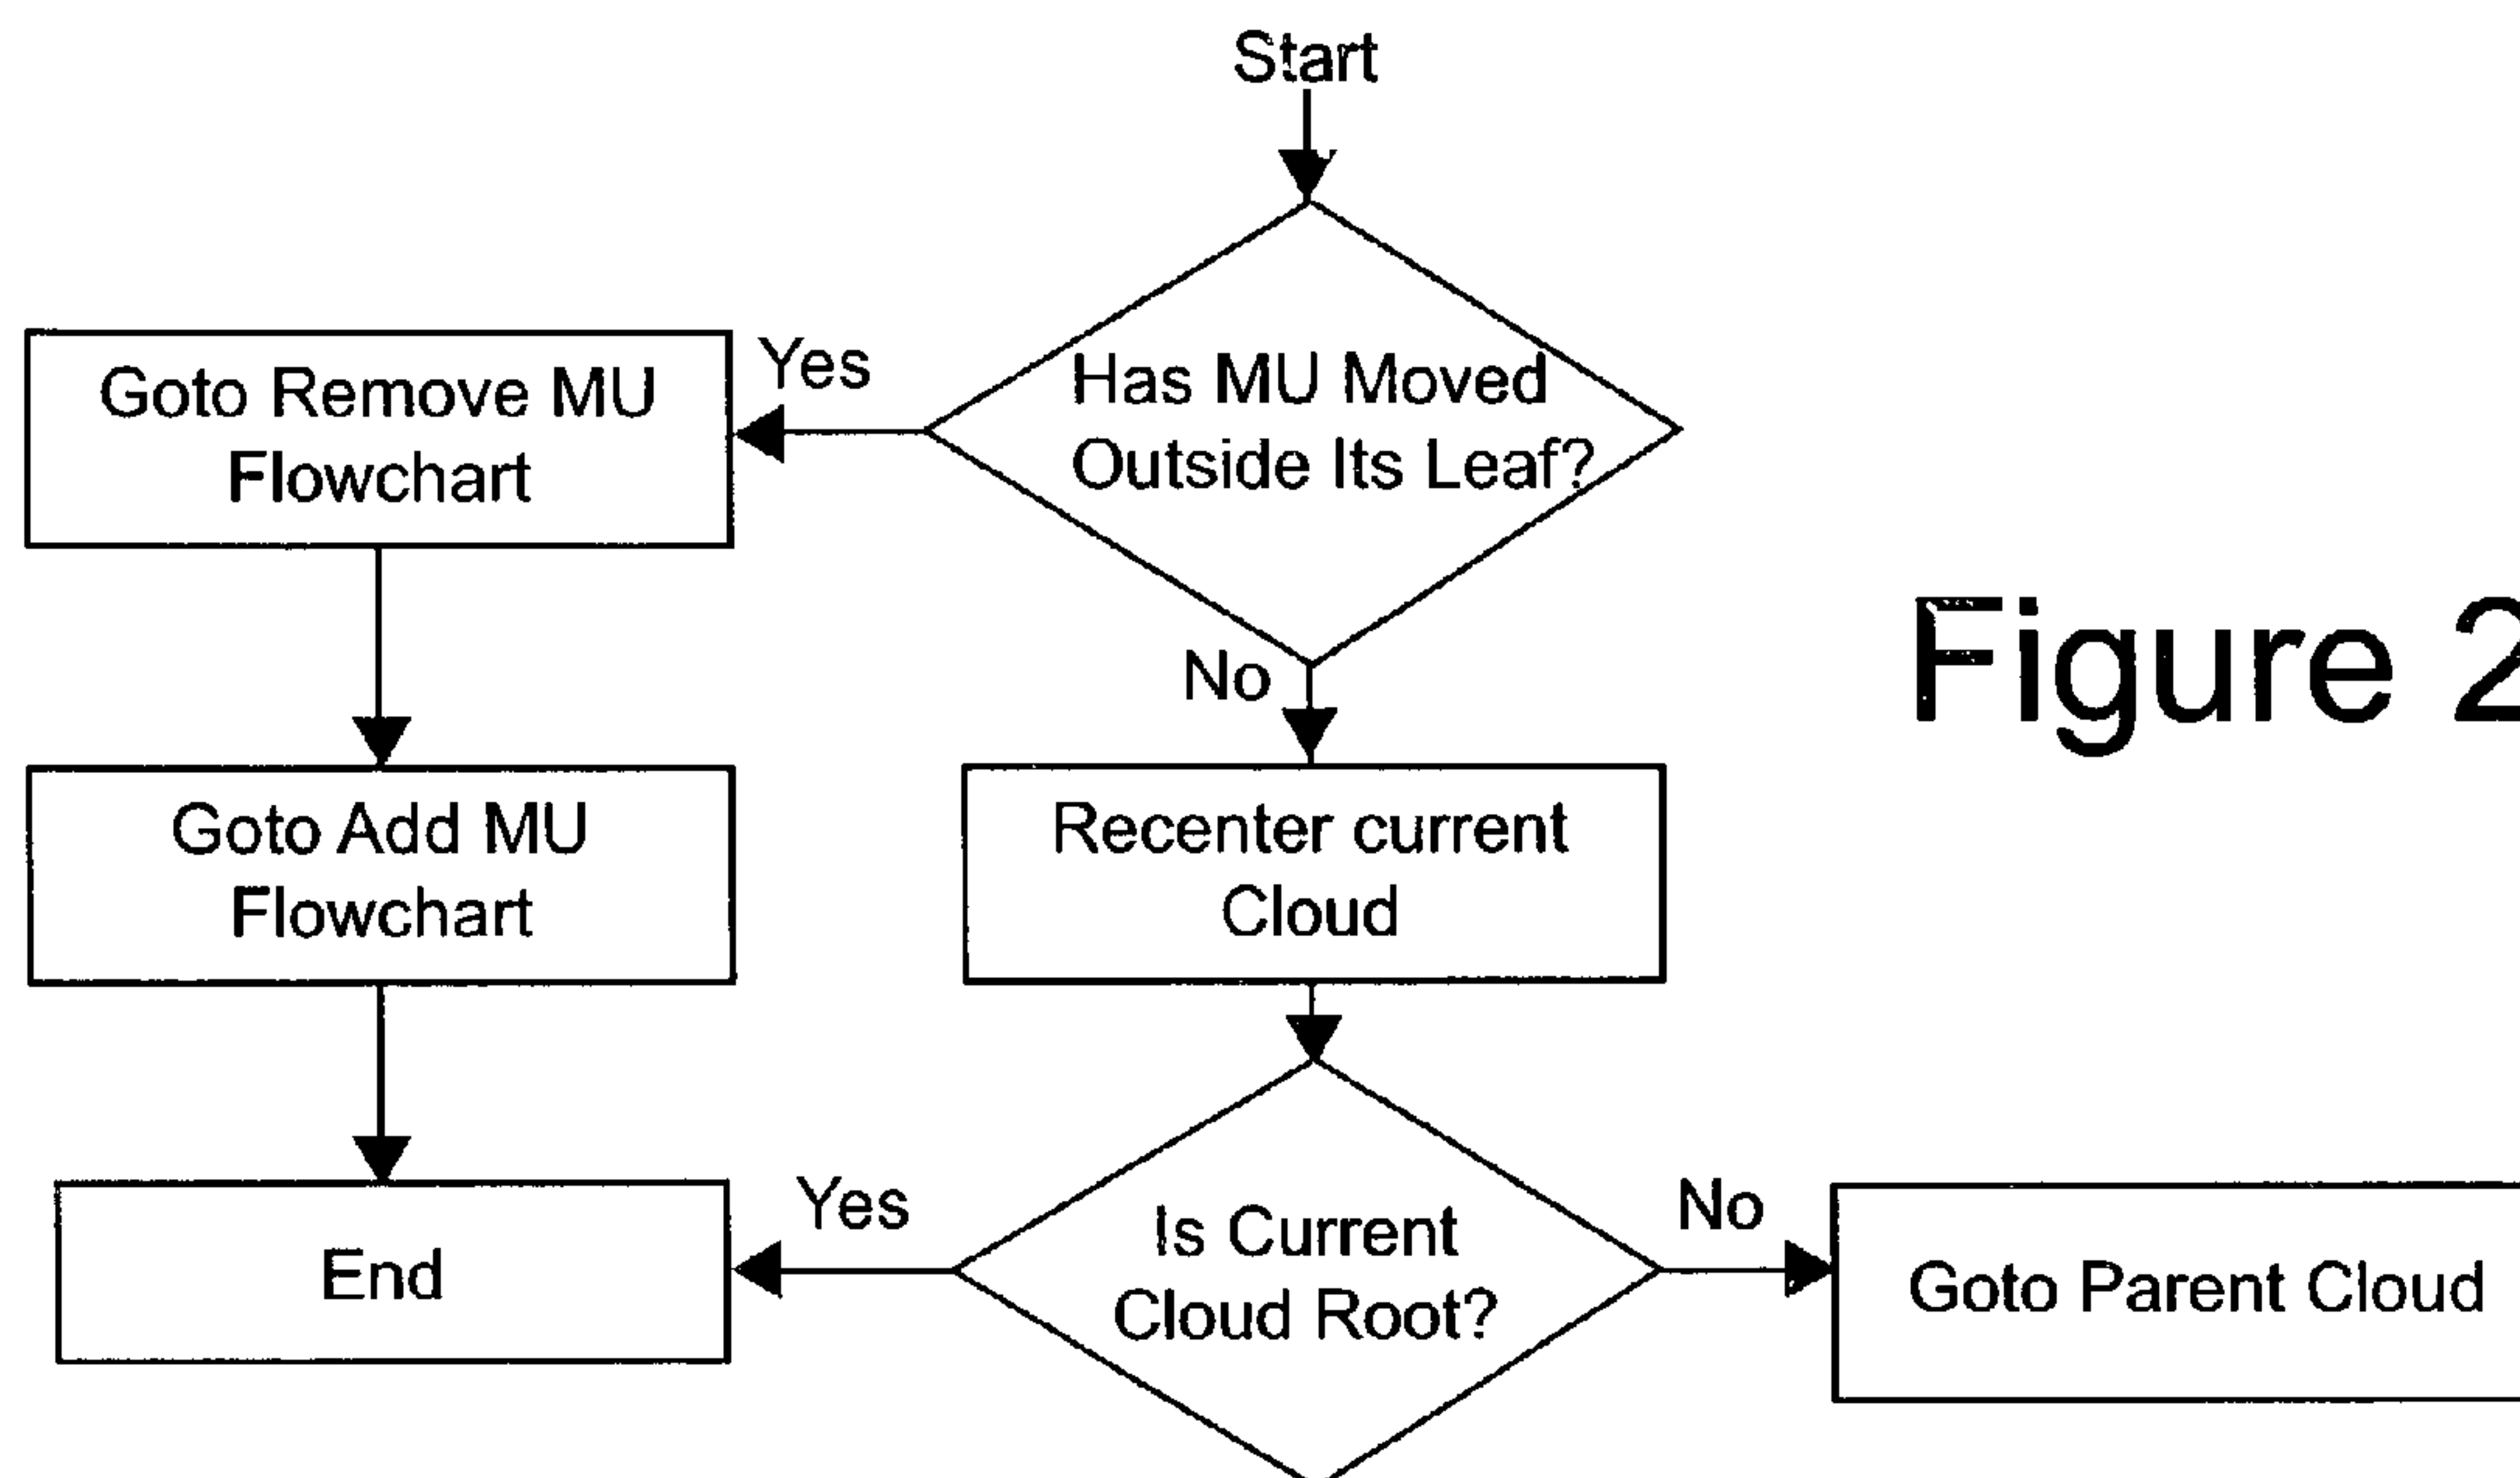 Start
Has MU Moved
Outside Its Leaf?
Yes
Goto Remove MU
Flowchart
No
Figure 2
Goto Add MU
Flowchart
Recenter current
Cloud
Is Current
Cloud Root?
Yes
End
No
Goto Parent Cloud